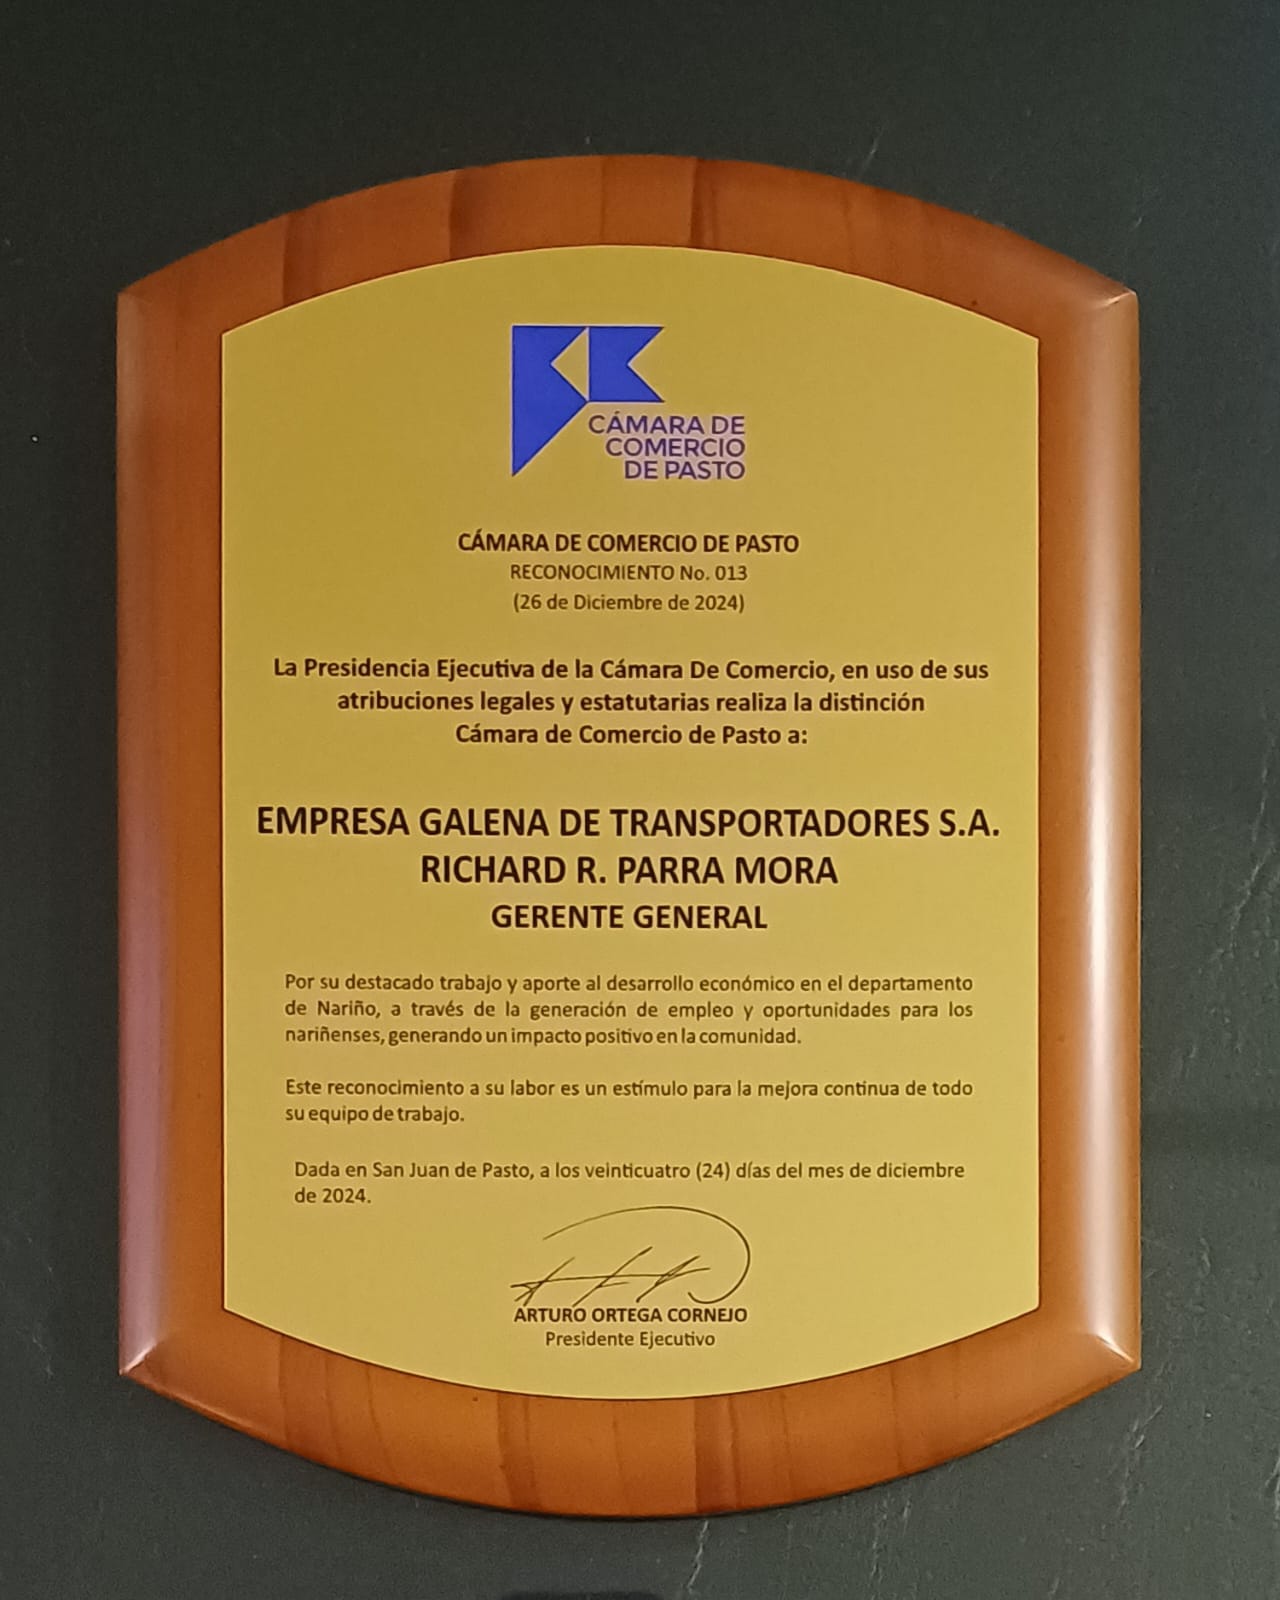 CÁMARA DE
COMERCIO
DE PASTO
CÁMARA DE COMERCIO DE PASTO
RECONOCIMIENTO No. 013
(26 de Diciembre de 2024)
La Presidencia Ejecutiva de la Cámara De Comercio, en uso de sus
atribuciones legales y estatutarias realiza la distinción
Cámara de Comercio de Pasto a:
EMPRESA GALENA DE TRANSPORTADORES S.A.
RICHARD R. PARRA MORA
GERENTE GENERAL
Por su destacado trabajo y aporte al desarrollo económico en el departamento
de Nariño, a través de la generación de empleo y oportunidades para los
nariñenses, generando un impacto positivo en la comunidad.
Este reconocimiento a su labor es un estímulo para la mejora continua de todo
su equipo de trabajo.
Dada en San Juan de Pasto, a los veinticuatro (24) días del mes de diciembre
de 2024.
ARTURO ORTEGA CORNEJO
Presidente Ejecutivo